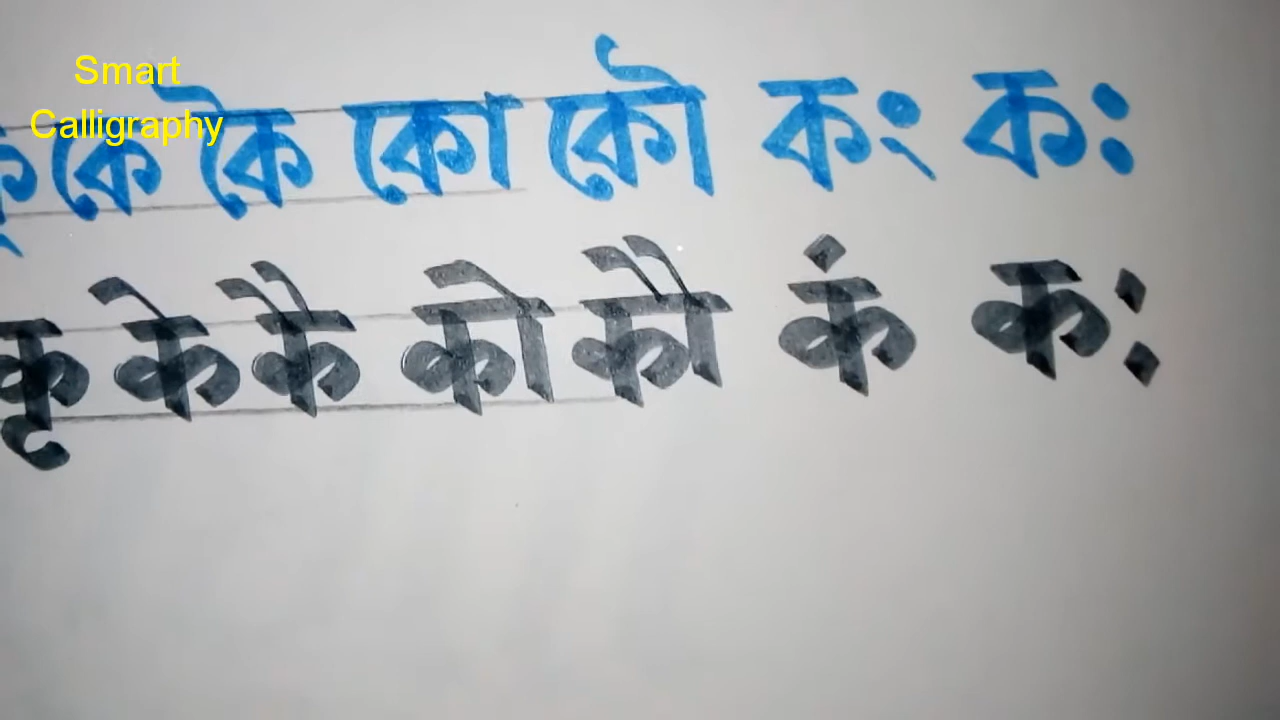 Smart
Calligraphy
কৃ কে কৈ কো কৌ কং কঃ
कृ के कै को कौ कं कः